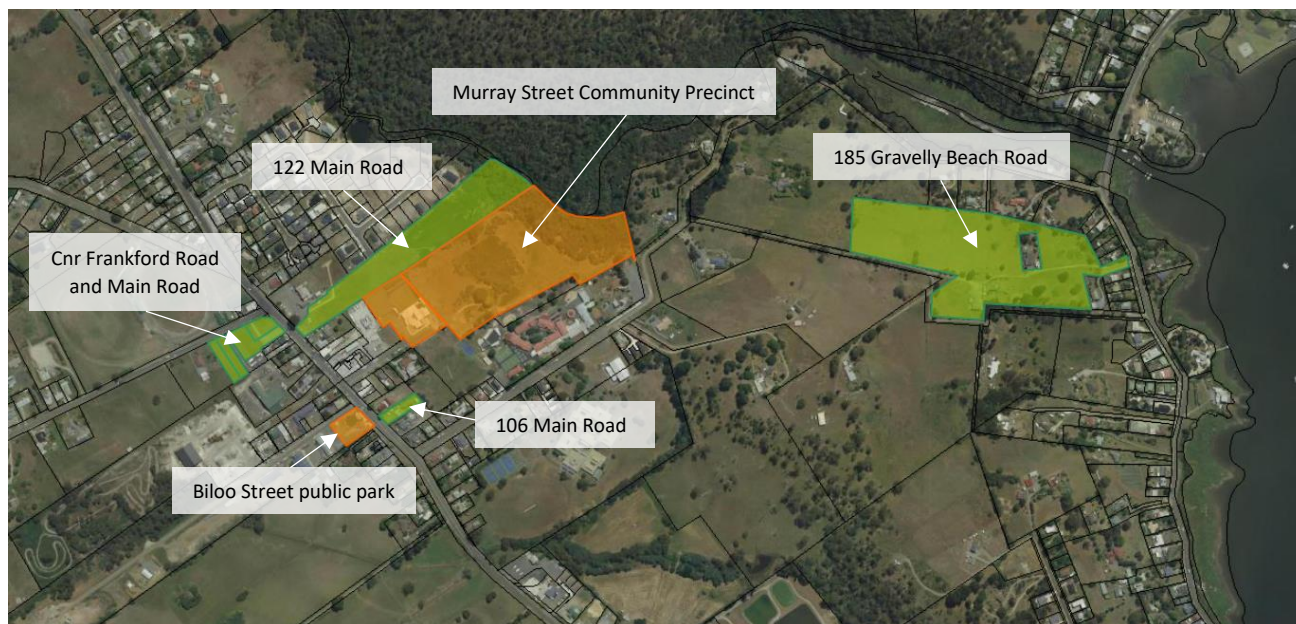 Murray Street Community Precinct
122 Main Road
185 Gravelly Beach Road
Cnr Frankford Road
and Main Road
106 Main Road
Biloo Street public park